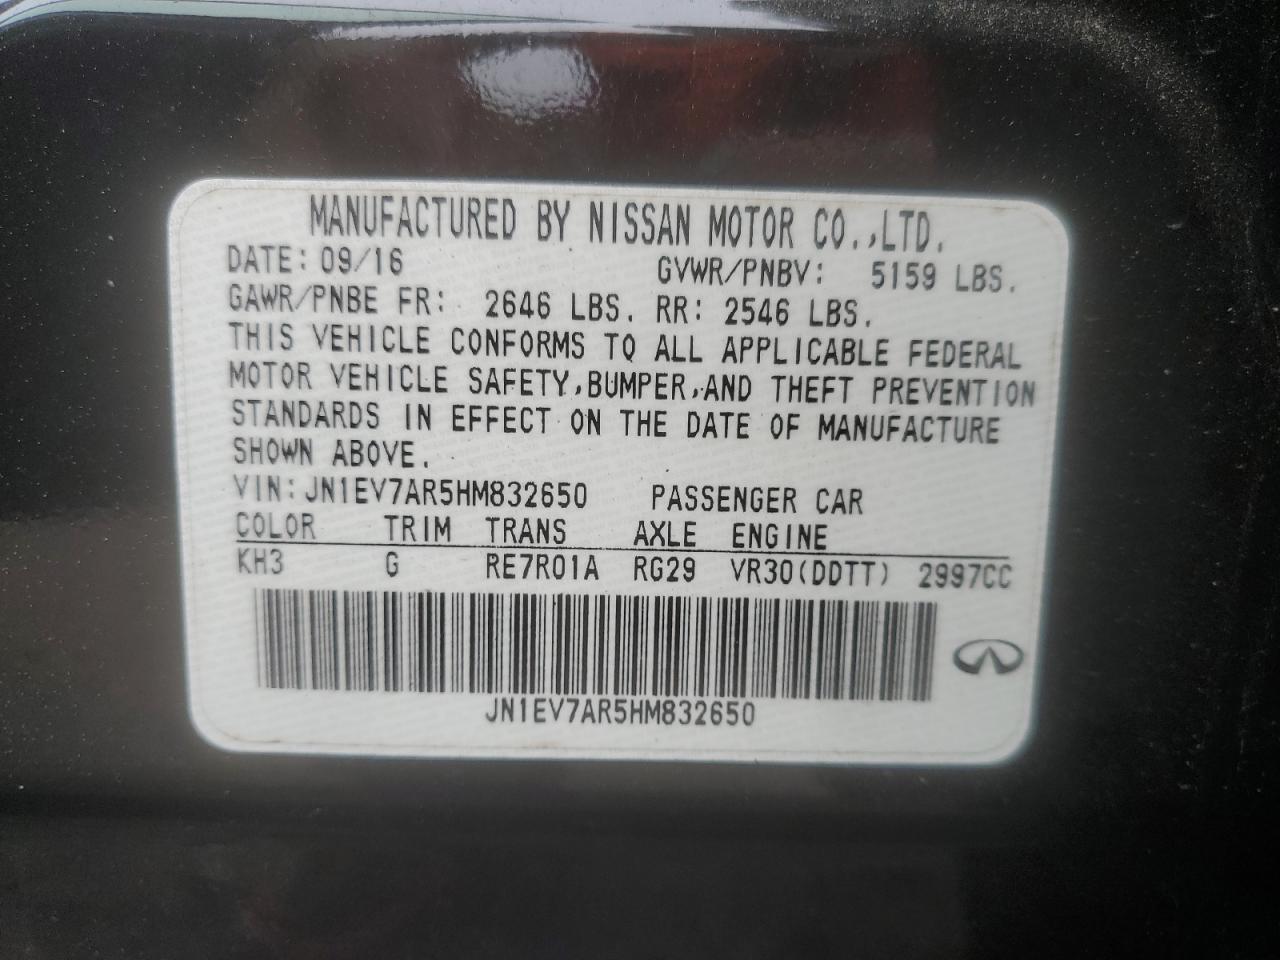 MANUFACTURED BY NISSAN MOTOR CO.,LTD.
DATE: 09/16 GVWR/PNBV: 5159 LBS.
GAWR/PNBE FR: 2646 LBS. RR: 2546 LBS.
THIS VEHICLE CONFORMS TO ALL APPLICABLE FEDERAL
MOTOR VEHICLE SAFETY,BUMPER,AND THEFT PREVENTION
STANDARDS IN EFFECT ON THE DATE OF MANUFACTURE
SHOWN ABOVE.
VIN: JN1EV7AR5HM832650 PASSENGER CAR
COLOR TRIM TRANS AXLE ENGINE
KH3 G RE7R01A RG29 VR30(DDTT) 2997CC
JN1EV7AR5HM832650